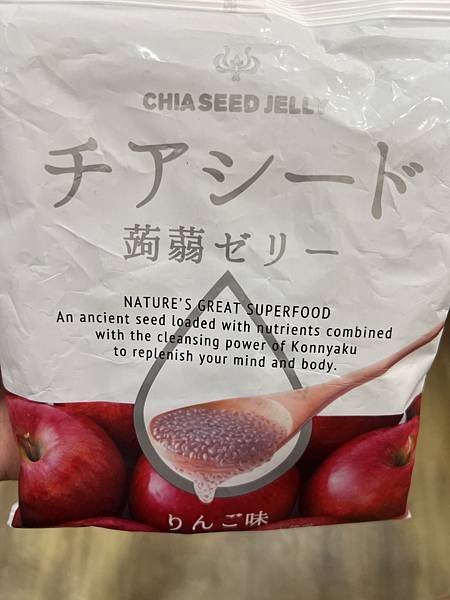 CHIA SEED JELLY
チアシード
蒟蒻ゼリー
NATURE'S GREAT SUPERFOOD
An ancient seed loaded with nutrients combined
with the cleansing power of Konnyaku
to replenish your mind and body.
りんご味